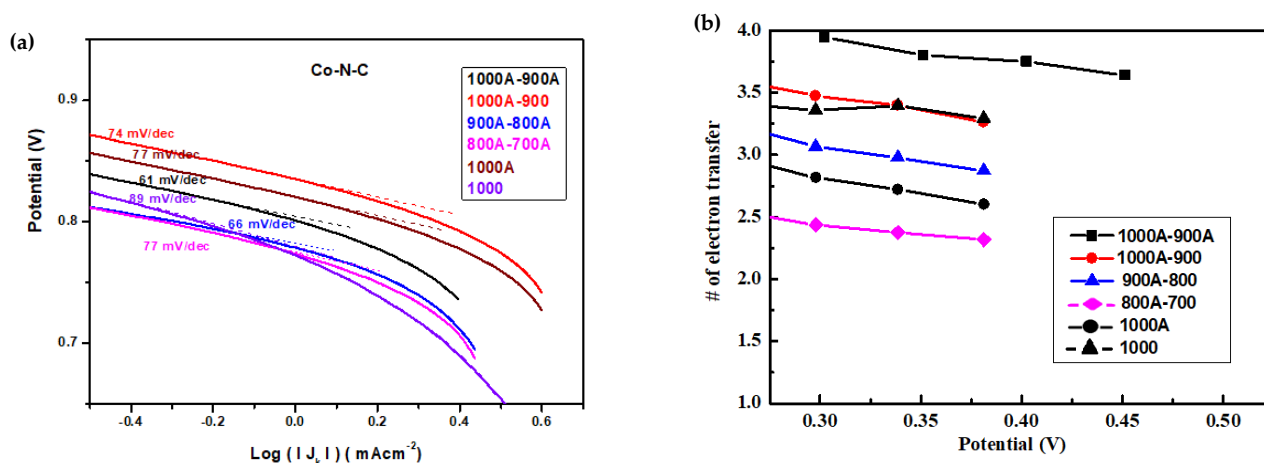 (a)
Co-N-C
1000A-900A
1000A-900
900A-800A
800A-700A
1000A
1000
74 mV/dec
77 mV/dec
61 mV/dec
89 mV/dec
66 mV/dec
77 mV/dec
0.9
0.8
0.7
Potential (V)
-0.4 -0.2 0.0 0.2 0.4 0.6
Log ( I Jₖ I ) ( mAcm⁻²)
(b)
4.0
3.5
3.0
2.5
2.0
1.5
1.0
# of electron transfer
1000A-900A
1000A-900
900A-800
800A-700
1000A
1000
0.30 0.35 0.40 0.45 0.50
Potential (V)